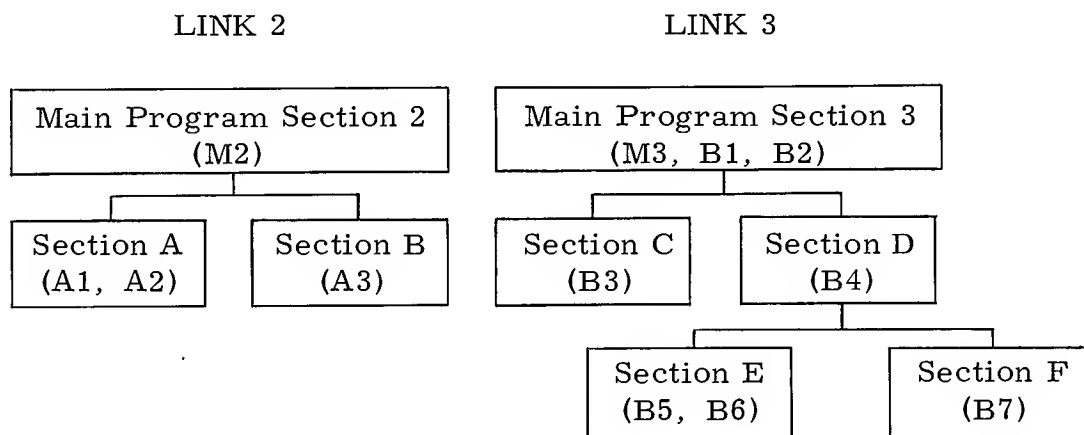 LINK 2
LINK 3
Main Program Section 2
(M2)
Main Program Section 3
(M3, B1, B2)
Section A
(A1, A2)
Section B
(A3)
Section C
(B3)
Section D
(B4)
Section E
(B5, B6)
Section F
(B7)